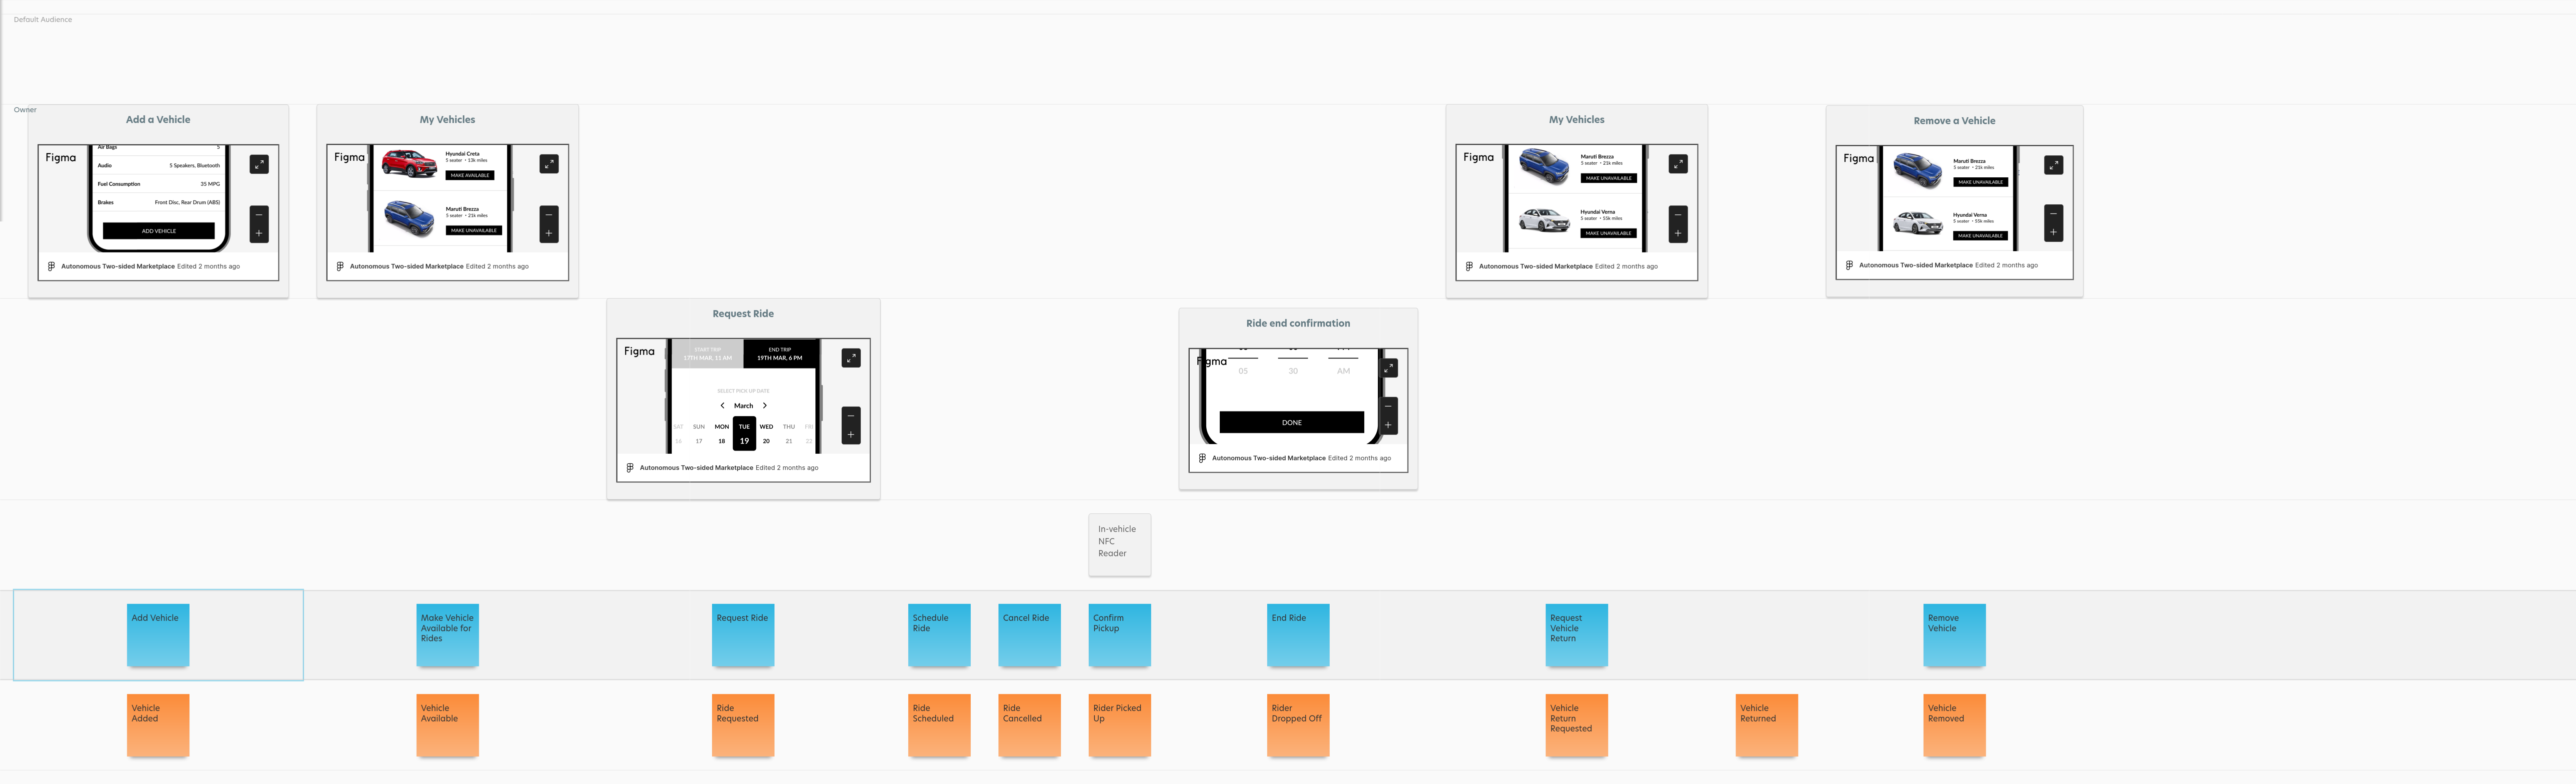 Default Audience
Owner
Add a Vehicle
Figma
Air Bags 5
Audio 5 Speakers, Bluetooth
Fuel Consumption 35 MPG
Brakes Front Disc, Rear Drum (ABS)
ADD VEHICLE
Autonomous Two-sided Marketplace Edited 2 months ago
My Vehicles
Figma
Hyundai Creta
5 seater • 13k miles
MAKE AVAILABLE
Maruti Brezza
5 seater • 21k miles
MAKE UNAVAILABLE
Autonomous Two-sided Marketplace Edited 2 months ago
My Vehicles
Figma
Maruti Brezza
5 seater • 21k miles
MAKE UNAVAILABLE
Hyundai Verna
5 seater • 55k miles
MAKE UNAVAILABLE
Autonomous Two-sided Marketplace Edited 2 months ago
Remove a Vehicle
Figma
Maruti Brezza
5 seater • 21k miles
MAKE UNAVAILABLE
Hyundai Verna
5 seater • 55k miles
MAKE UNAVAILABLE
Autonomous Two-sided Marketplace Edited 2 months ago
Request Ride
Figma
START TRIP
17TH MAR, 11 AM
END TRIP
19TH MAR, 6 PM
SELECT PICK UP DATE
March
SAT SUN MON TUE WED THU FRI
16 17 18 19 20 21 22
Autonomous Two-sided Marketplace Edited 2 months ago
Ride end confirmation
Figma
05 30 AM
DONE
Autonomous Two-sided Marketplace Edited 2 months ago
In-vehicle
NFC
Reader
Add Vehicle
Make Vehicle
Available for
Rides
Request Ride
Schedule
Ride
Cancel Ride
Confirm
Pickup
End Ride
Request
Vehicle
Return
Remove
Vehicle
Vehicle
Added
Vehicle
Available
Ride
Requested
Ride
Scheduled
Ride
Cancelled
Rider Picked
Up
Rider
Dropped Off
Vehicle
Return
Requested
Vehicle
Returned
Vehicle
Removed